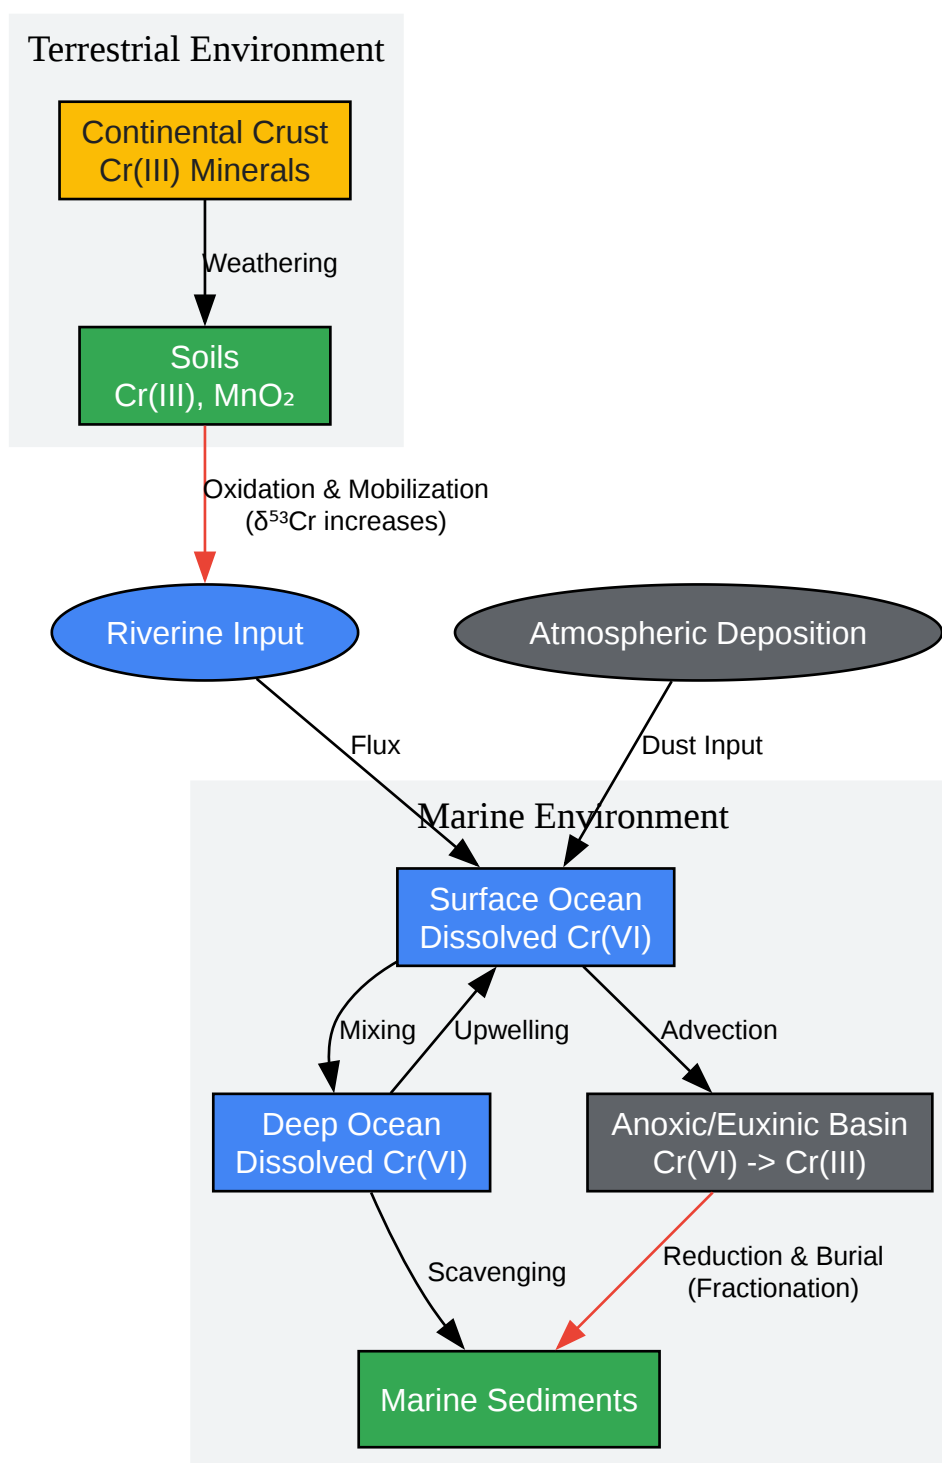 Terrestrial Environment
Continental Crust
Cr(III) Minerals
Weathering
Soils
Cr(III), MnO₂
Oxidation & Mobilization
(δ⁵³Cr increases)
Riverine Input
Atmospheric Deposition
Flux
Dust Input
Marine Environment
Surface Ocean
Dissolved Cr(VI)
Mixing
Upwelling
Advection
Deep Ocean
Dissolved Cr(VI)
Anoxic/Euxinic Basin
Cr(VI) -> Cr(III)
Scavenging
Reduction & Burial
(Fractionation)
Marine Sediments